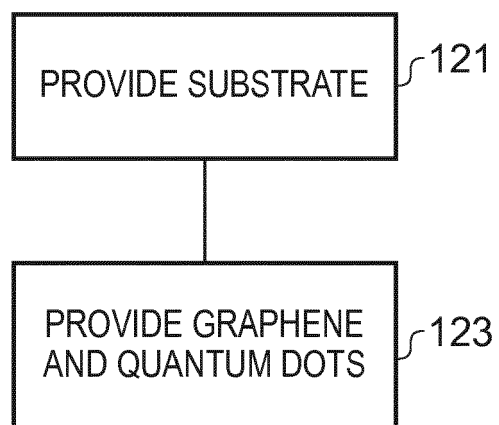 PROVIDE SUBSTRATE
121
PROVIDE GRAPHENE
AND QUANTUM DOTS
123